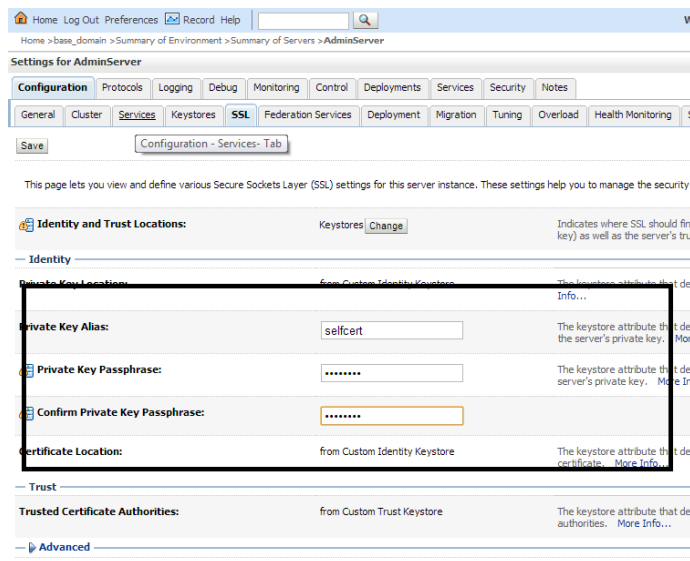 Home Log Out Preferences Record Help
Home >base_domain >Summary of Environment >Summary of Servers >AdminServer
Settings for AdminServer
Configuration Protocols Logging Debug Monitoring Control Deployments Services Security Notes
General Cluster Services Keystores SSL Federation Services Deployment Migration Tuning Overload Health Monitoring
Save Configuration - Services- Tab
This page lets you view and define various Secure Sockets Layer (SSL) settings for this server instance. These settings help you to manage the security
Identity and Trust Locations: Keystores Change Indicates where SSL should fin
key) as well as the server's tru
Identity
Private Key Location: from Custom Identity Keystore The keystore attribute that de
Info...
Private Key Alias: selfcert The keystore attribute that de
the server's private key. Mor
Private Key Passphrase: •••••••• The keystore attribute that de
server's private key. More In
Confirm Private Key Passphrase: ••••••••
Certificate Location: from Custom Identity Keystore The keystore attribute that de
certificate. More Info...
Trust
Trusted Certificate Authorities: from Custom Trust Keystore The keystore attribute that de
authorities. More Info...
Advanced